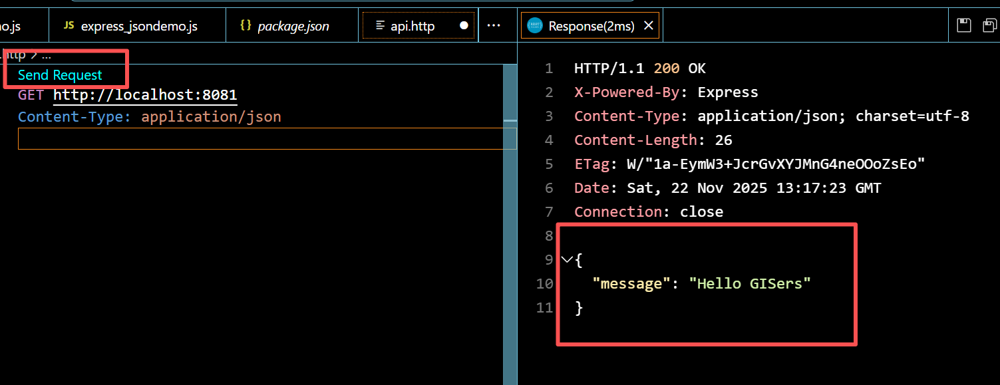 o.js
JS express_jsondemo.js
{} package.json
api.http
...
Response(2ms)
.http > ...
Send Request
GET http://localhost:8081
Content-Type: application/json
1 HTTP/1.1 200 OK
2 X-Powered-By: Express
3 Content-Type: application/json; charset=utf-8
4 Content-Length: 26
5 ETag: W/"1a-EymW3+JcrGvXYJMnG4neOOoZsEo"
6 Date: Sat, 22 Nov 2025 13:17:23 GMT
7 Connection: close
8
9 {
10 "message": "Hello GISers"
11 }